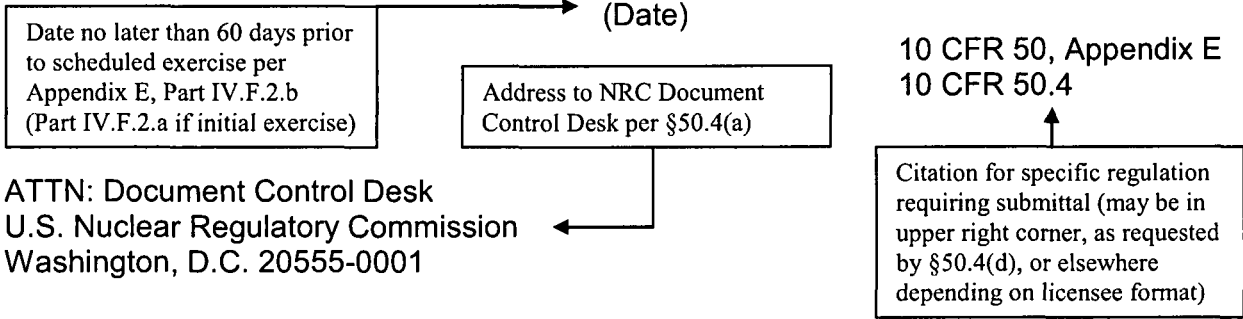 Date no later than 60 days prior
to scheduled exercise per
Appendix E, Part IV.F.2.b
(Part IV.F.2.a if initial exercise)
(Date)
Address to NRC Document
Control Desk per §50.4(a)
10 CFR 50, Appendix E
10 CFR 50.4
Citation for specific regulation
requiring submittal (may be in
upper right corner, as requested
by §50.4(d), or elsewhere
depending on licensee format)
ATTN: Document Control Desk
U.S. Nuclear Regulatory Commission
Washington, D.C. 20555-0001